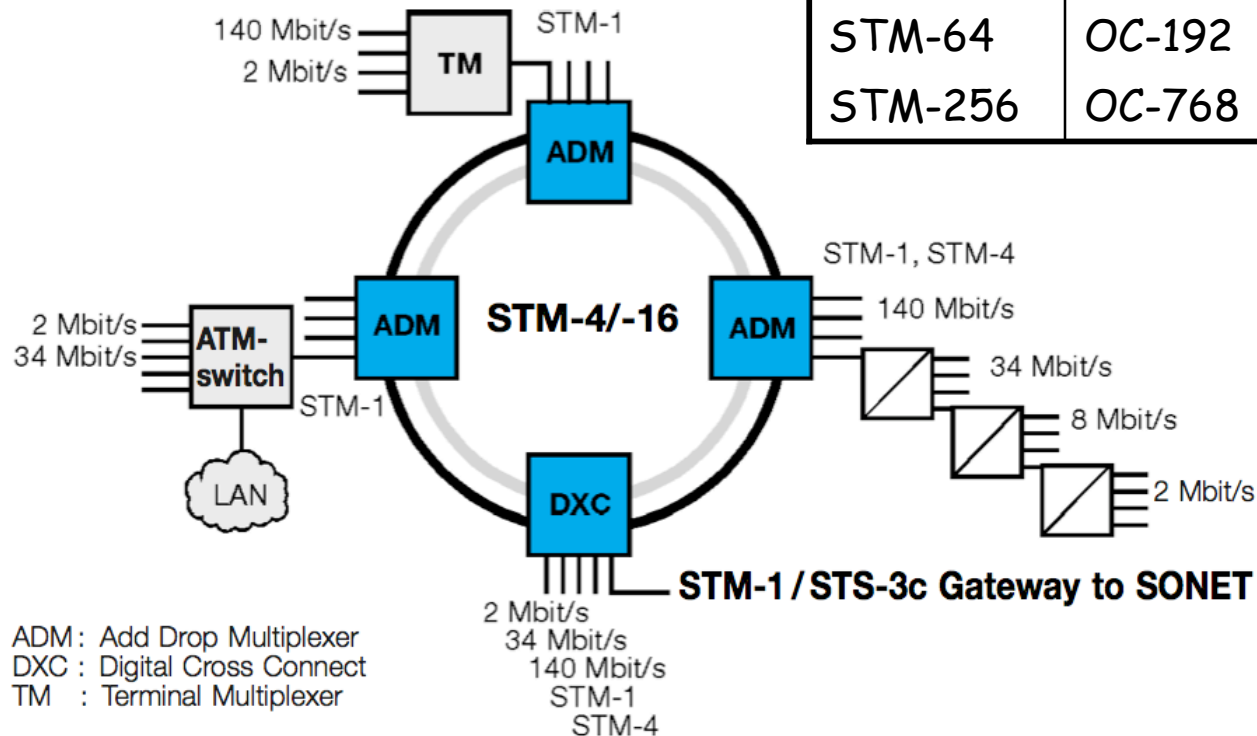 STM-64 OC-192
STM-256 OC-768
140 Mbit/s
2 Mbit/s
TM
STM-1
ADM
STM-1, STM-4
2 Mbit/s
34 Mbit/s
ATM-
switch
STM-1
LAN
ADM
STM-4/-16
ADM
140 Mbit/s
34 Mbit/s
8 Mbit/s
2 Mbit/s
DXC
STM-1 / STS-3c Gateway to SONET
2 Mbit/s
34 Mbit/s
140 Mbit/s
STM-1
STM-4
ADM : Add Drop Multiplexer
DXC : Digital Cross Connect
TM : Terminal Multiplexer